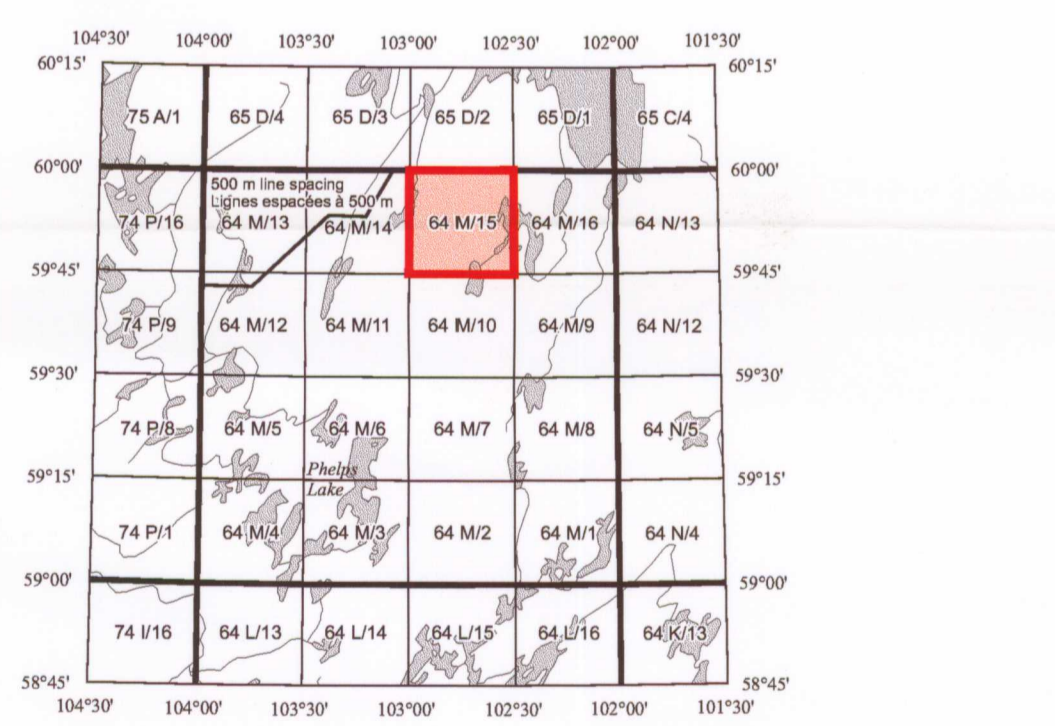 104°30' 104°00' 103°30' 103°00' 102°30' 102°00' 101°30'
60°15' 60°15'
75 A/1 65 D/4 65 D/3 65 D/2 65 D/1 65 C/4
60°00' 60°00'
500 m line spacing
Lignes espacées à 500 m
74 P/16 64 M/13 64 M/14 64 M/15 64 M/16 64 N/13
59°45' 59°45'
74 P/9 64 M/12 64 M/11 64 M/10 64 M/9 64 N/12
59°30' 59°30'
74 P/8 64 M/5 64 M/6 64 M/7 64 M/8 64 N/5
Phelps
59°15' 59°15'
Lake
74 P/1 64 M/4 64 M/3 64 M/2 64 M/1 64 N/4
59°00' 59°00'
74 I/16 64 L/13 64 L/14 64 L/15 64 L/16 64 K/13
58°45' 58°45'
104°30' 104°00' 103°30' 103°00' 102°30' 102°00' 101°30'